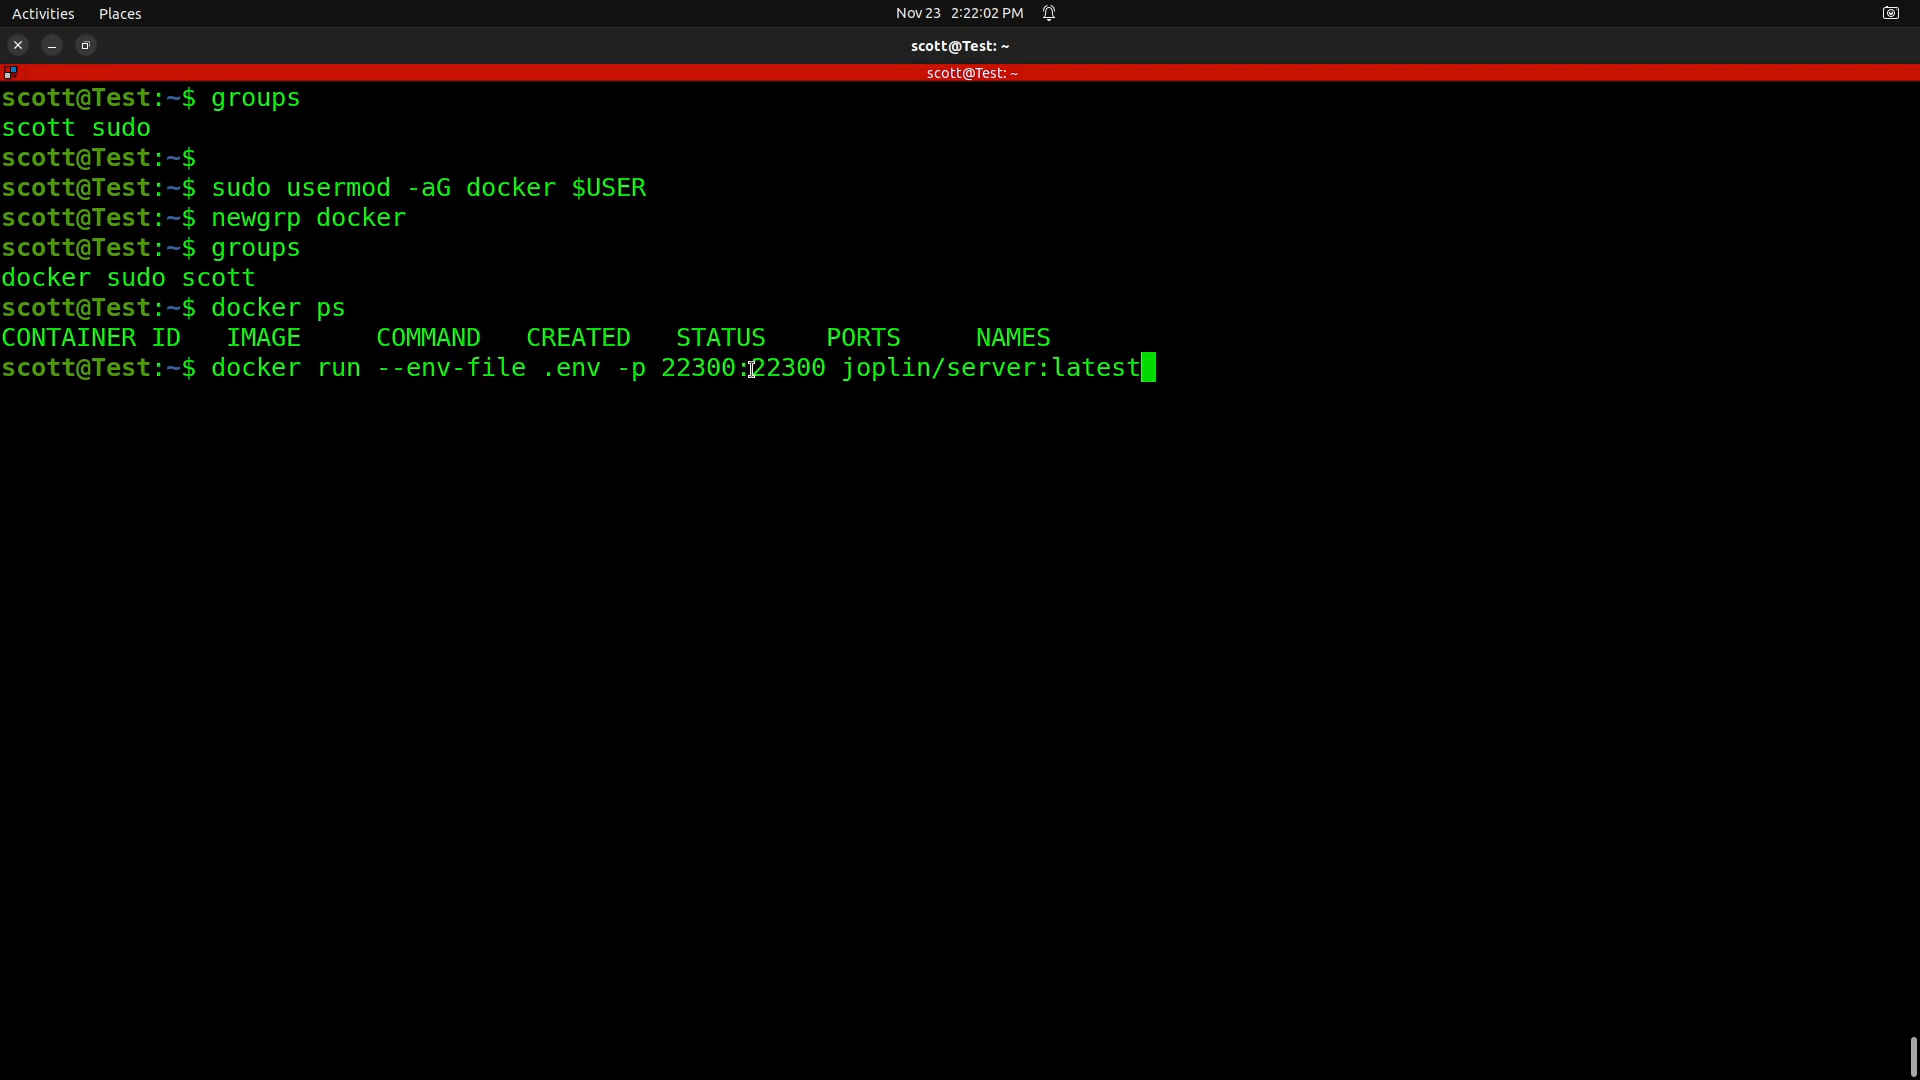 Activities Places Nov 23 2:22:02 PM
scott@Test: ~
scott@Test: ~
scott@Test:~$ groups
scott sudo
scott@Test:~$
scott@Test:~$ sudo usermod -aG docker $USER
scott@Test:~$ newgrp docker
scott@Test:~$ groups
docker sudo scott
scott@Test:~$ docker ps
CONTAINER ID   IMAGE     COMMAND   CREATED   STATUS    PORTS     NAMES
scott@Test:~$ docker run --env-file .env -p 22300:22300 joplin/server:latest